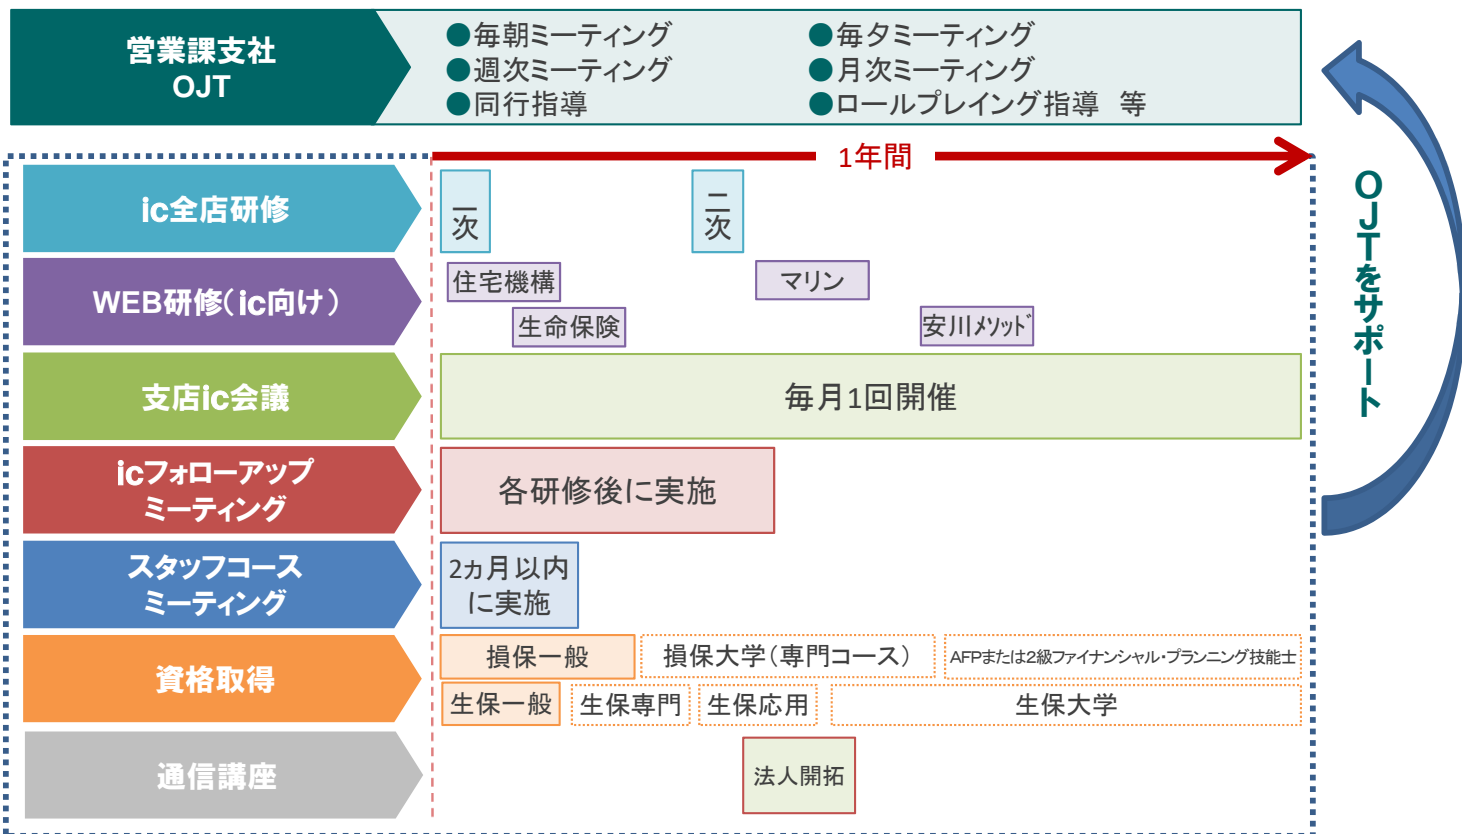 営業課支社
OJT
●毎朝ミーティング
●毎夕ミーティング
●週次ミーティング
●月次ミーティング
●同行指導
●ロールプレイング指導　等
1年間
OJTをサポート
ic全店研修
一次
二次
WEB研修（ic向け）
住宅機構
マリン
生命保険
安川ﾒｿｯﾄﾞ
支店ic会議
毎月1回開催
icフォローアップ
ミーティング
各研修後に実施
スタッフコース
ミーティング
2ヵ月以内
に実施
資格取得
損保一般
損保大学（専門コース）
AFPまたは2級ファイナンシャル・プランニング技能士
生保一般
生保専門
生保応用
生保大学
通信講座
法人開拓